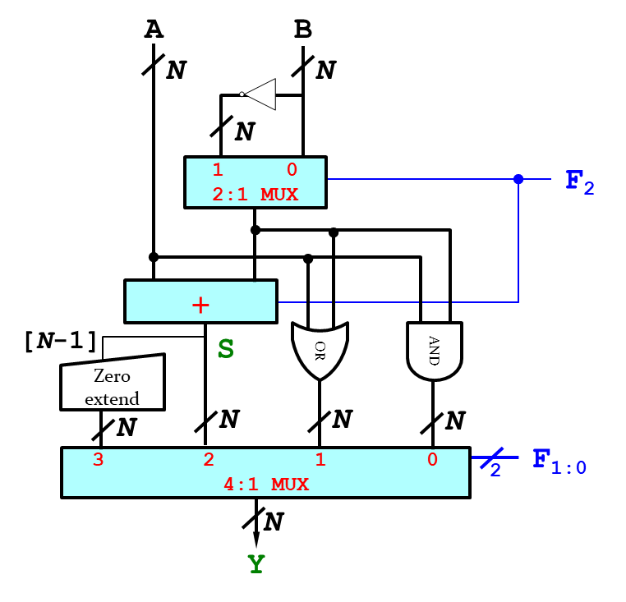 A B
N N
N
1 0
2:1 MUX
F2
+
[N-1]
S
OR
AND
Zero
extend
N N N N
3 2 1 0
4:1 MUX
2
F1:0
N
Y